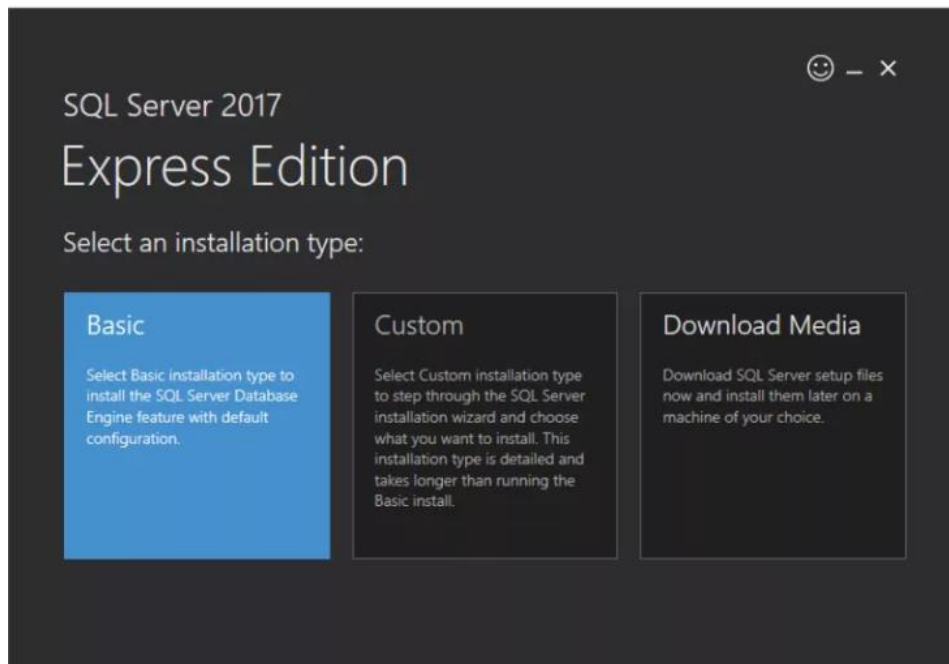 SQL Server 2017
Express Edition
Select an installation type:
Basic
Select Basic installation type to
install the SQL Server Database
Engine feature with default
configuration.
Custom
Select Custom installation type
to step through the SQL Server
installation wizard and choose
what you want to install. This
installation type is detailed and
takes longer than running the
Basic install.
Download Media
Download SQL Server setup files
now and install them later on a
machine of your choice.